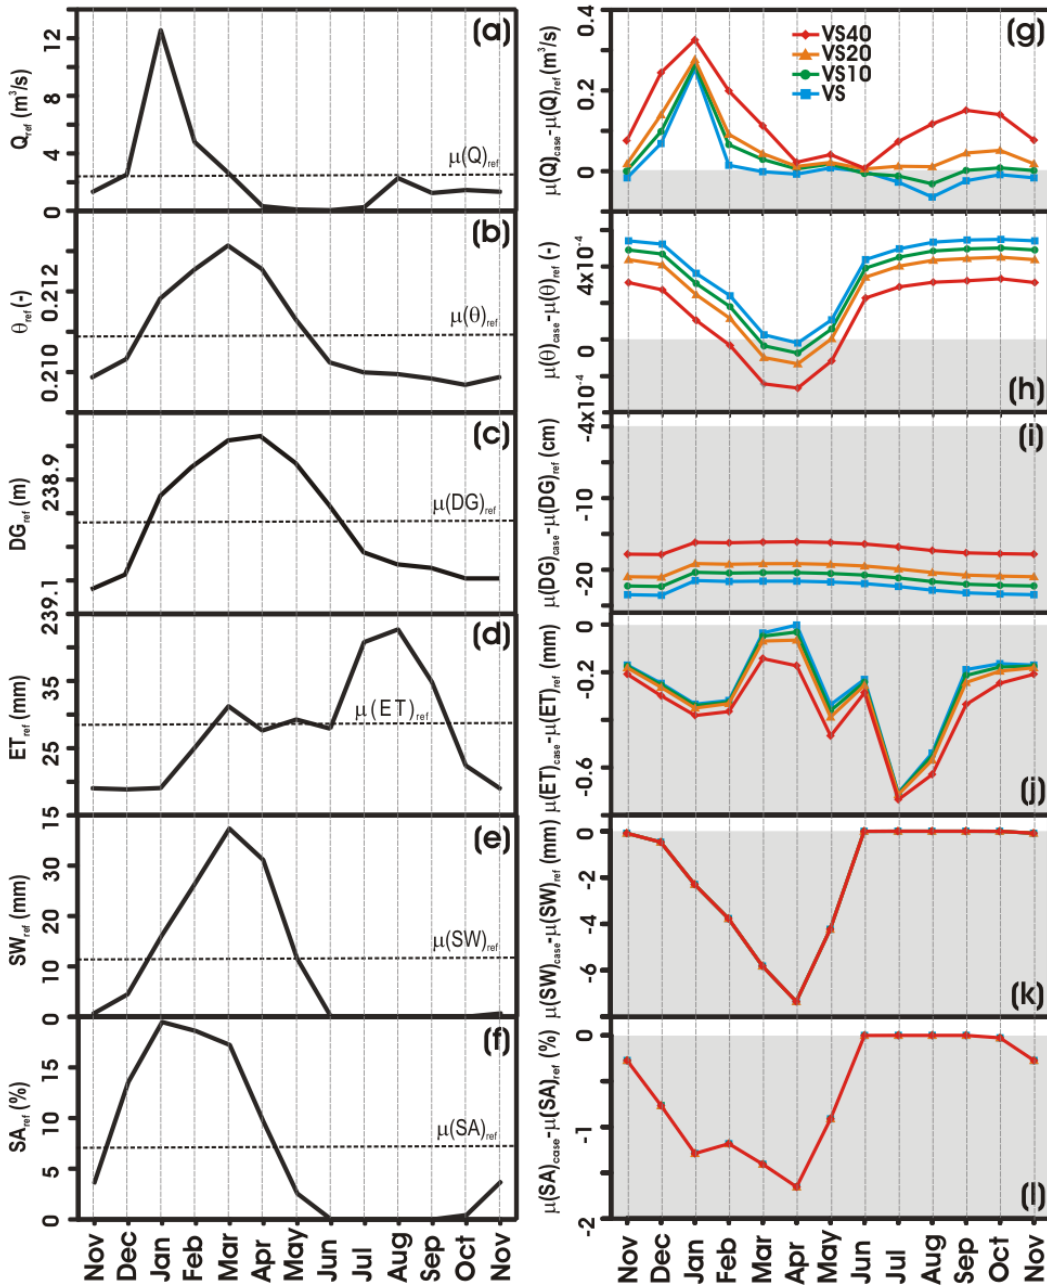 (a)
Q_ref (m³/s)
12
8
4
0
μ(Q)_ref
(b)
θ_ref (-)
0.212
0.210
μ(θ)_ref
(c)
DG_ref (m)
238.9
239.1
μ(DG)_ref
(d)
ET_ref (mm)
35
25
15
μ(ET)_ref
(e)
SW_ref (mm)
30
20
10
0
μ(SW)_ref
(f)
SA_ref (%)
15
10
5
0
μ(SA)_ref
Nov Dec Jan Feb Mar Apr May Jun Jul Aug Sep Oct Nov
(g)
μ(Q)_case-μ(Q)_ref (m³/s)
0.4
0.2
0
VS40
VS20
VS10
VS
(h)
μ(θ)_case-μ(θ)_ref (-)
4x10⁻⁴
0
-4x10⁻⁴
(i)
μ(DG)_case-μ(DG)_ref (cm)
-10
-20
(j)
μ(ET)_case-μ(ET)_ref (mm)
0
-0.2
-0.6
(k)
μ(SW)_case-μ(SW)_ref (mm)
0
-2
-4
-6
(l)
μ(SA)_case-μ(SA)_ref (%)
0
-1
-2
Nov Dec Jan Feb Mar Apr May Jun Jul Aug Sep Oct Nov